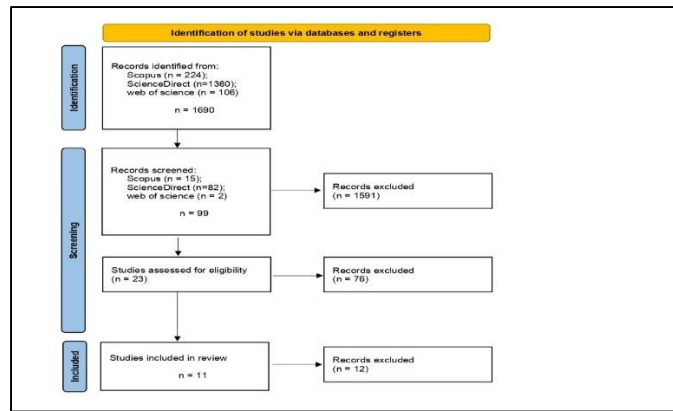 Identification of studies via databases and registers
Identification
Records identified from:
Scopus (n = 224);
ScienceDirect (n=1360);
web of science (n = 106)
n = 1690
Screening
Records screened:
Scopus (n = 15);
ScienceDirect (n=82);
web of science (n = 2)
n = 99
Records excluded
(n = 1591)
Studies assessed for eligibility
(n = 23)
Records excluded
(n = 76)
Included
Studies included in review
n = 11
Records excluded
(n = 12)